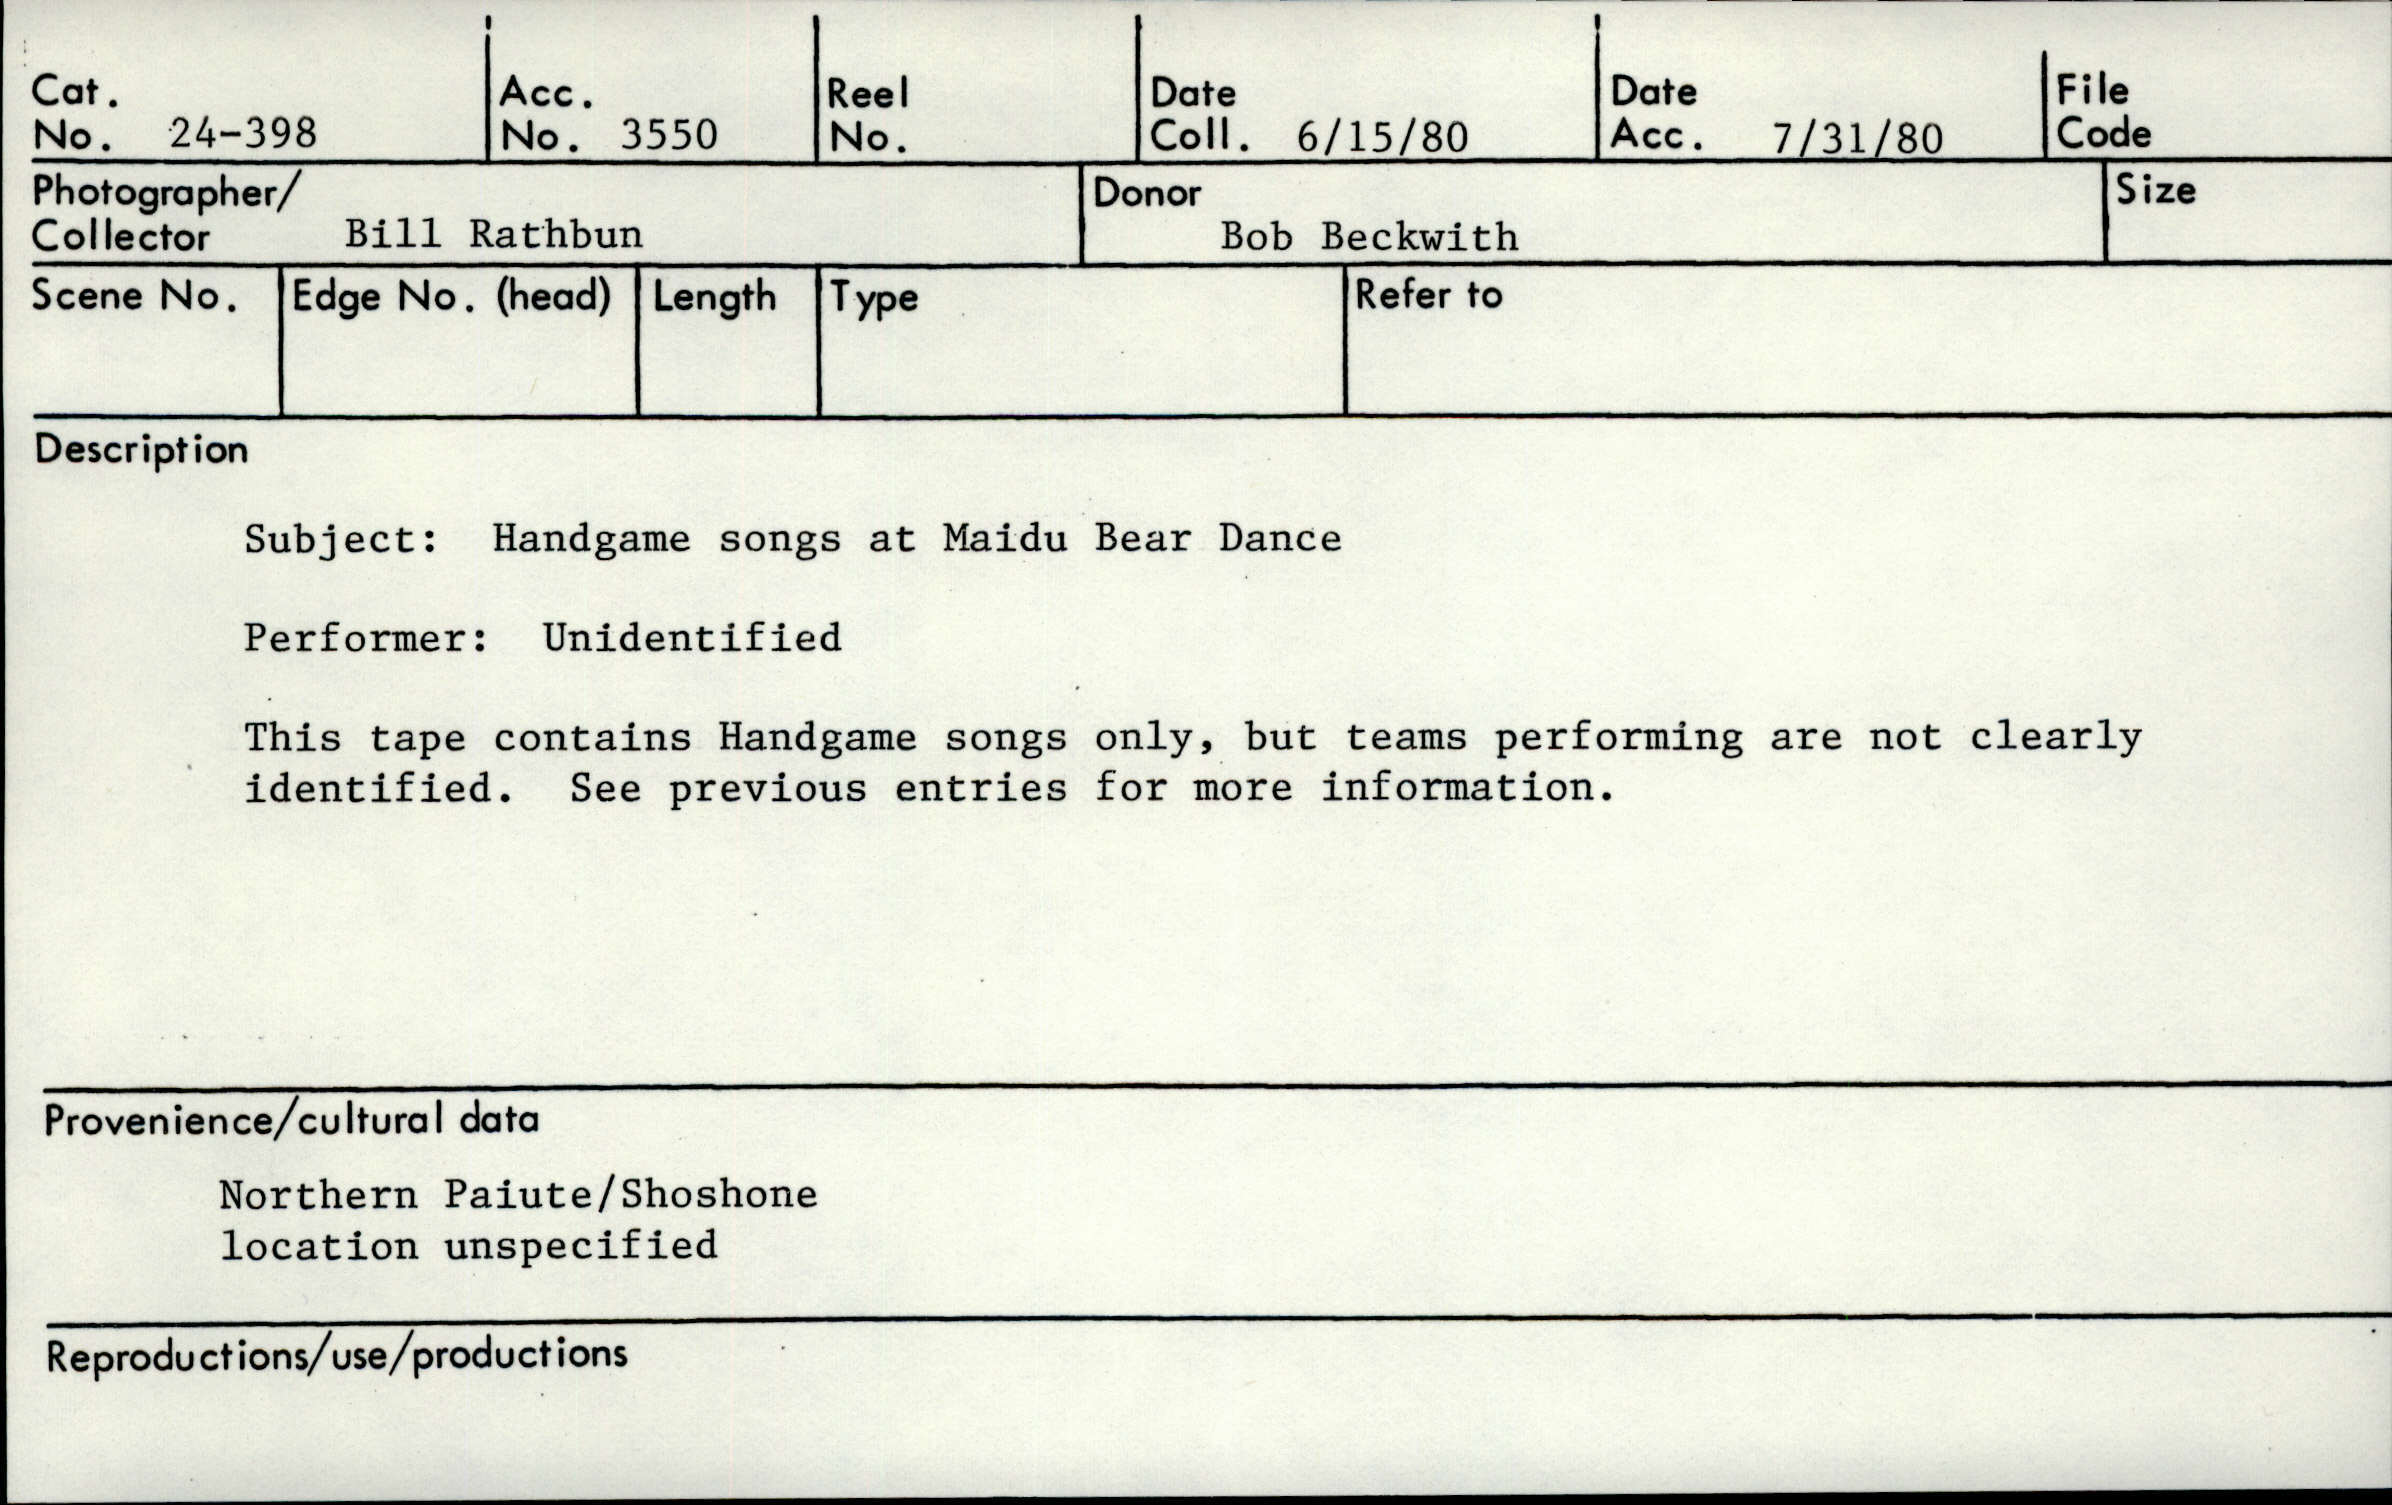 Cat. No. 24-398 Acc. No. 3550 Reel No. Date Coll. 6/15/80 Date Acc. 7/31/80 File Code
Photographer/ Collector Bill Rathbun Donor Bob Beckwith Size
Scene No. Edge No. (head) Length Type Refer to
Description
Subject: Handgame songs at Maidu Bear Dance
Performer: Unidentified
This tape contains Handgame songs only, but teams performing are not clearly
identified. See previous entries for more information.
Provenience/cultural data
Northern Paiute/Shoshone
location unspecified
Reproductions/use/productions